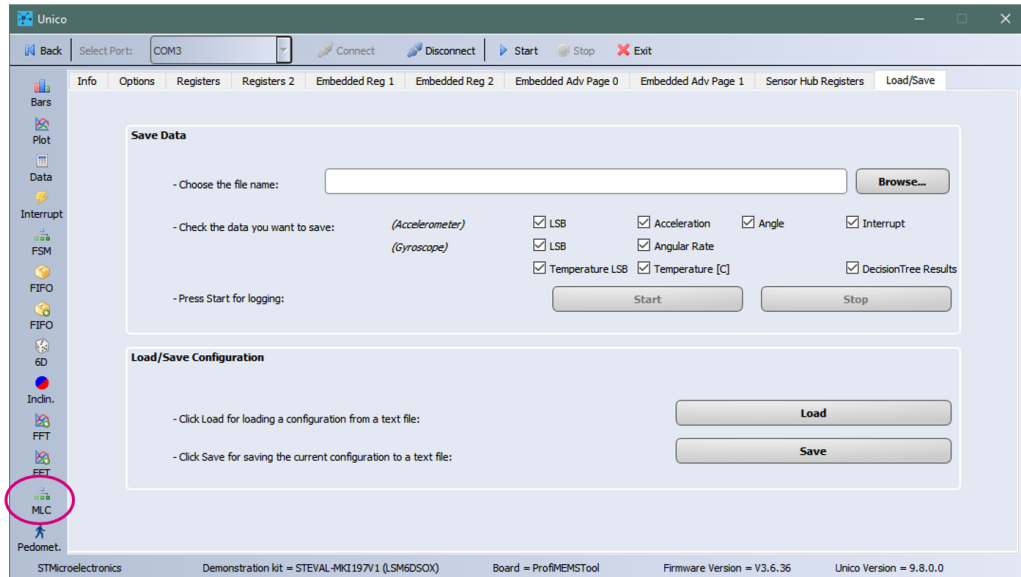 Unico
Back Select Port: COM3 Connect Disconnect Start Stop Exit
Info Options Registers Registers 2 Embedded Reg 1 Embedded Reg 2 Embedded Adv Page 0 Embedded Adv Page 1 Sensor Hub Registers Load/Save
Bars
Plot
Data
Interrupt
FSM
FIFO
FIFO
6D
Inclin.
FFT
FFT
MLC
Pedomet.
Save Data
- Choose the file name: Browse...
- Check the data you want to save: (Accelerometer) LSB Acceleration Angle Interrupt
(Gyroscope) LSB Angular Rate
Temperature LSB Temperature [C] DecisionTree Results
- Press Start for logging: Start Stop
Load/Save Configuration
- Click Load for loading a configuration from a text file: Load
- Click Save for saving the current configuration to a text file: Save
STMicroelectronics Demonstration kit = STEVAL-MKI197V1 (LSM6DSOX) Board = ProfiMEMSTool Firmware Version = V3.6.36 Unico Version = 9.8.0.0